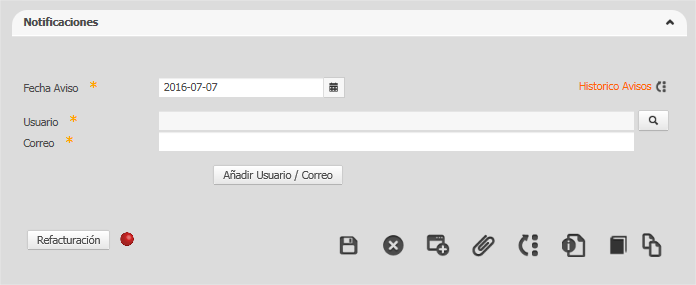 Notificaciones
Fecha Aviso * 2016-07-07 Historico Avisos
Usuario *
Correo *
Añadir Usuario / Correo
Refacturación